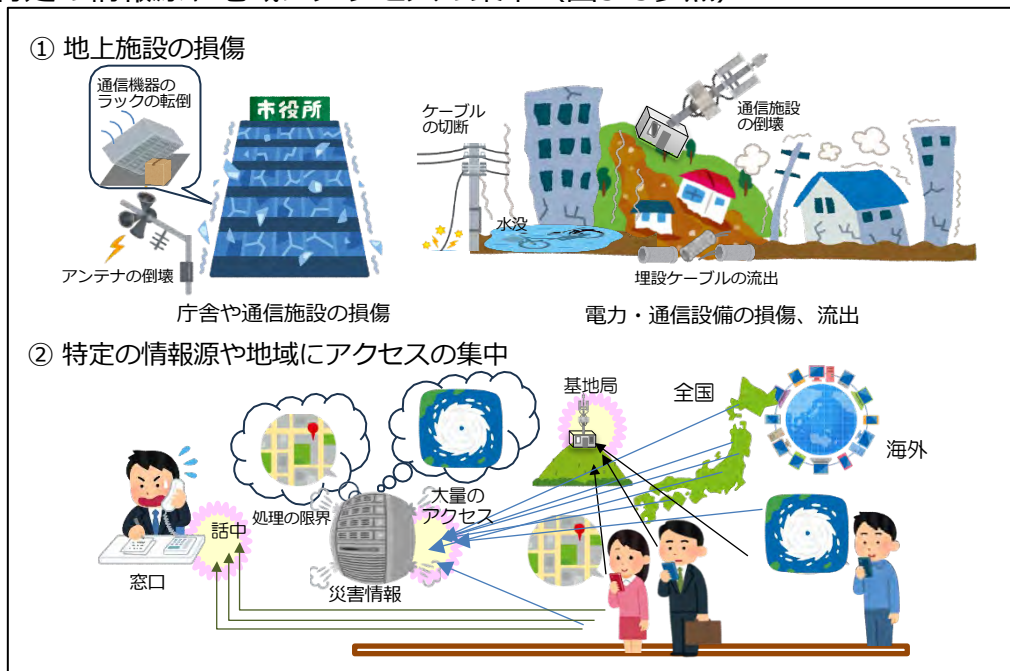 ① 地上施設の損傷
通信機器の
ラックの転倒
市役所
アンテナの倒壊
庁舎や通信施設の損傷
ケーブル
の切断
通信施設
の倒壊
水没
埋設ケーブルの流出
電力・通信設備の損傷、流出
② 特定の情報源や地域にアクセスの集中
基地局
全国
海外
大量の
アクセス
処理の限界
話中
窓口
災害情報